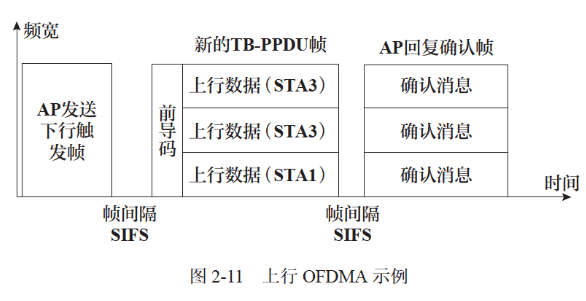 频宽
新的TB-PPDU帧
AP回复确认帧
AP发送
下行触
发帧
前导码
上行数据（STA3）
上行数据（STA3）
上行数据（STA1）
确认消息
确认消息
确认消息
时间
帧间隔
SIFS
帧间隔
SIFS
图 2-11 上行 OFDMA 示例